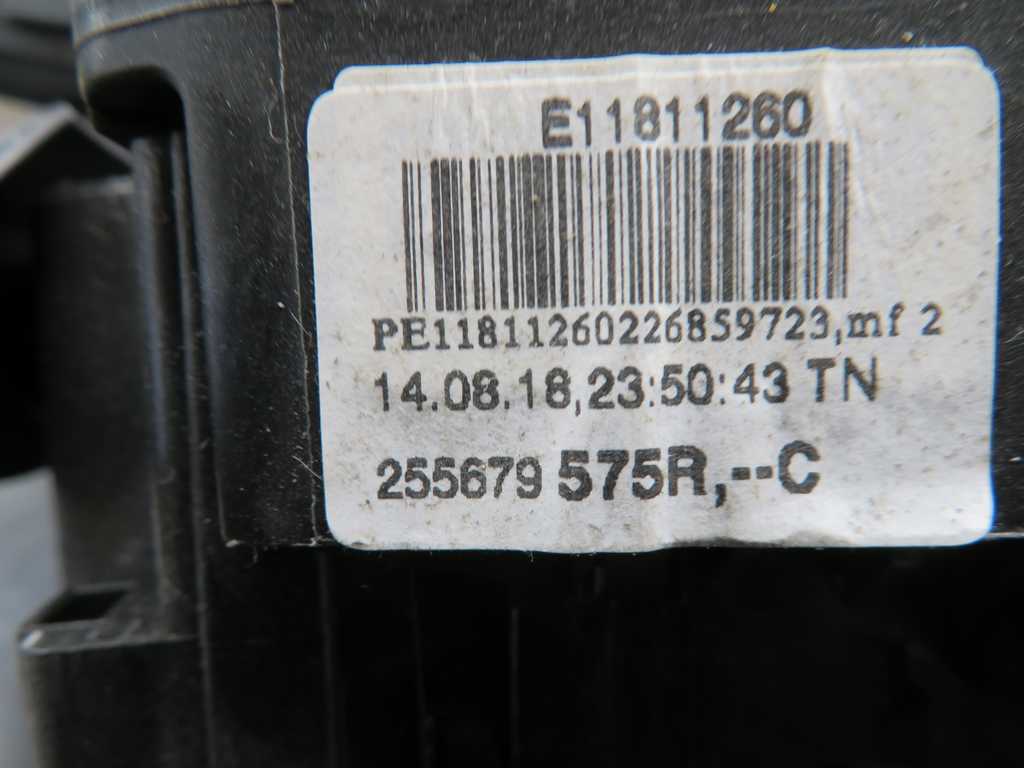 E11811260
PE11811260226859723,mf 2
14.08.18,23:50:43 TN
255679 575R,--C